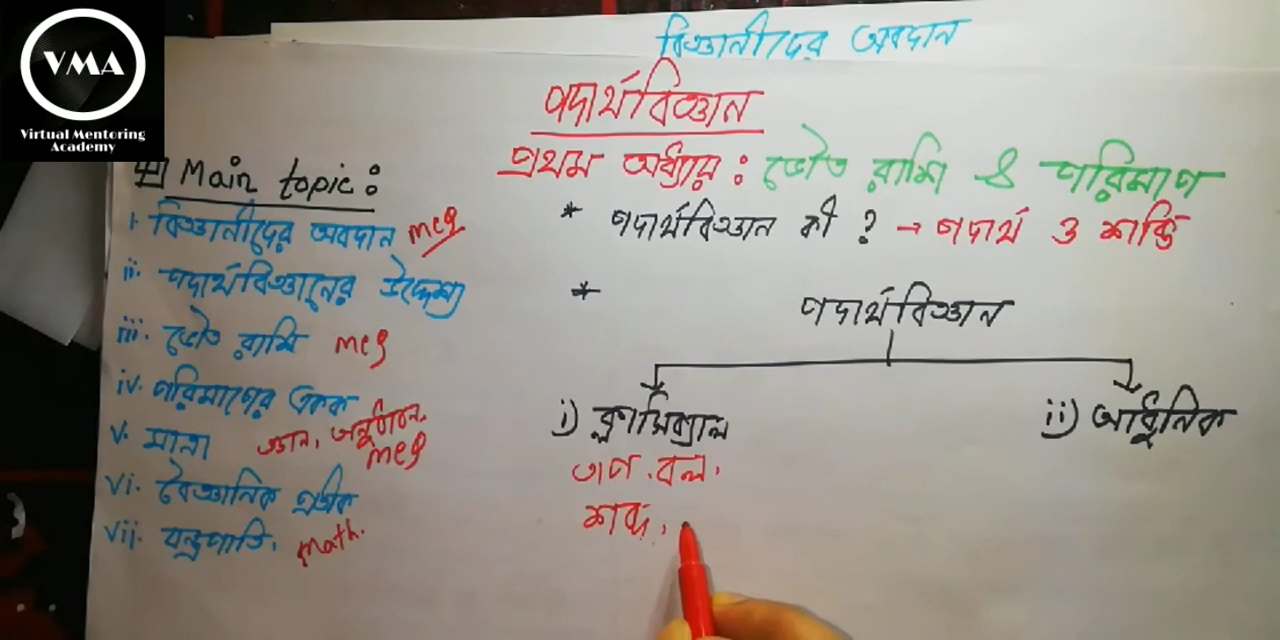 VMA
Virtual Mentoring
Academy
বিজ্ঞানীদের অবদান
পদার্থবিজ্ঞান
প্রথম অধ্যায় : ভৌত রাশি ও পরিমাপ
* পদার্থবিজ্ঞান কী ? → পদার্থ ও শক্তি
* পদার্থবিজ্ঞান
i) ক্লাসিক্যাল
ii) আধুনিক
তাপ, বল,
শব্দ,
Main topic :
i. বিজ্ঞানীদের অবদান mcq
ii. পদার্থবিজ্ঞানের উদ্দেশ্য
iii. ভৌত রাশি mcq
iv. পরিমাপের একক
v. মাত্রা জ্ঞান, অনুধাবন, mcq
vi. বৈজ্ঞানিক প্রতীক
vii. যন্ত্রপাতি, math.